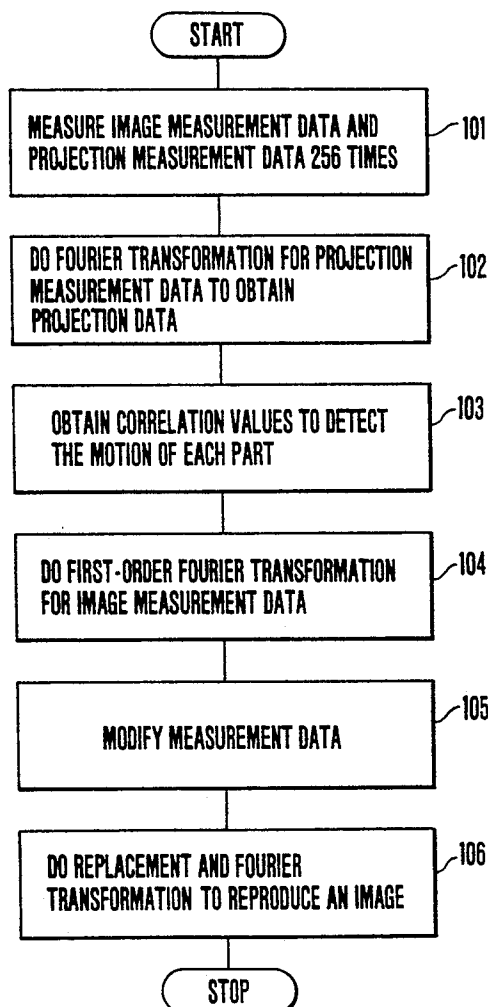 START
MEASURE IMAGE MEASUREMENT DATA AND
PROJECTION MEASUREMENT DATA 256 TIMES
101
DO FOURIER TRANSFORMATION FOR PROJECTION
MEASUREMENT DATA TO OBTAIN
PROJECTION DATA
102
OBTAIN CORRELATION VALUES TO DETECT
THE MOTION OF EACH PART
103
DO FIRST-ORDER FOURIER TRANSFORMATION
FOR IMAGE MEASUREMENT DATA
104
MODIFY MEASUREMENT DATA
105
DO REPLACEMENT AND FOURIER
TRANSFORMATION TO REPRODUCE AN IMAGE
106
STOP